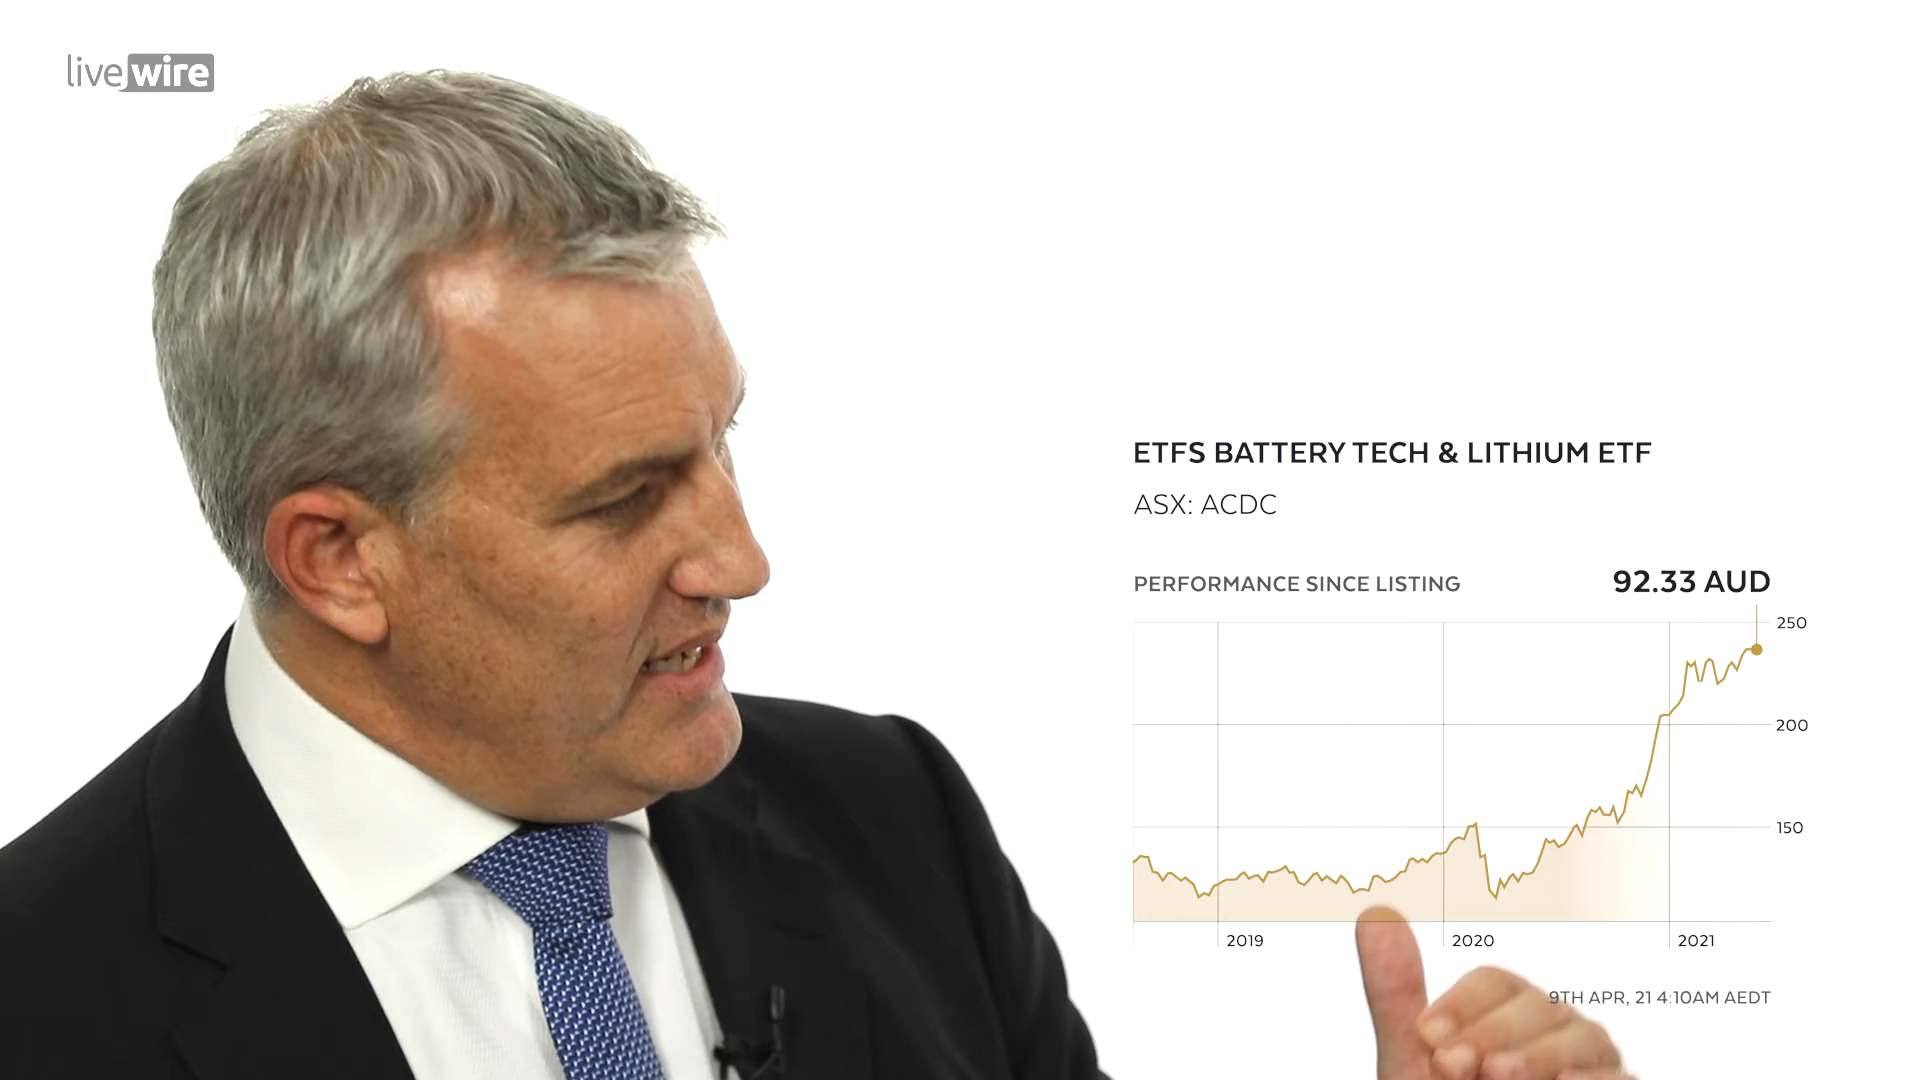 livewire
ETFS BATTERY TECH & LITHIUM ETF
ASX: ACDC
PERFORMANCE SINCE LISTING 92.33 AUD
250
200
150
2019 2020 2021
9TH APR, 21 4:10AM AEDT